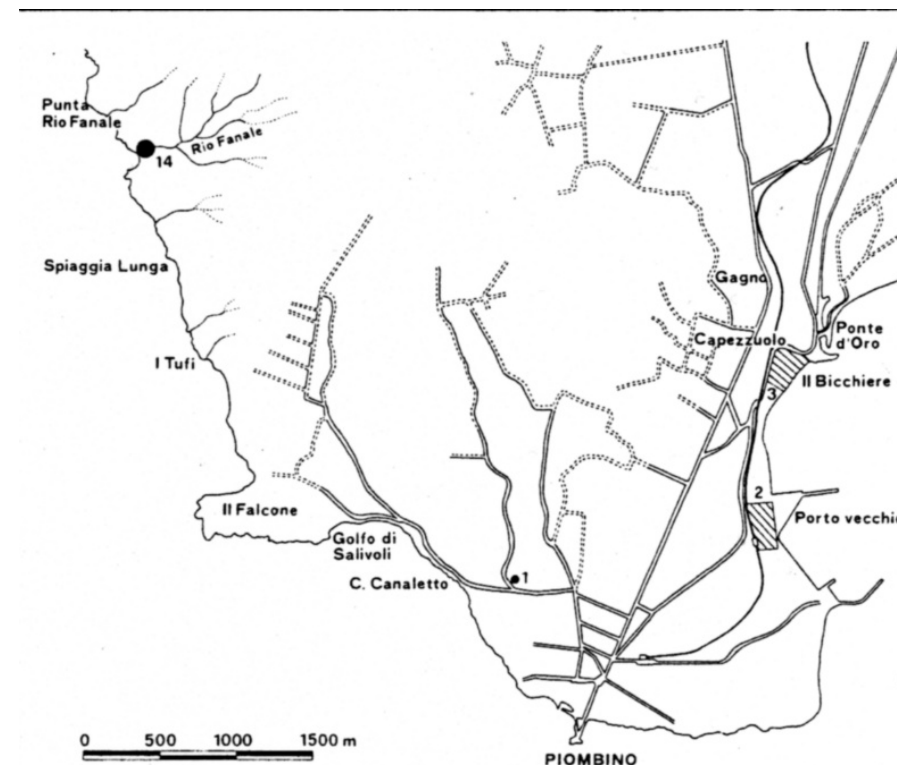 Punta
Rio Fanale
Rio Fanale
14
Spiaggia Lunga
Gagno
Capezzuolo
Ponte
d'Oro
I Tufi
Il Bicchiere
3
2
Il Falcone
Porto vecchio
Golfo di
Salivoli
C. Canaletto
1
0 500 1000 1500 m
PIOMBINO